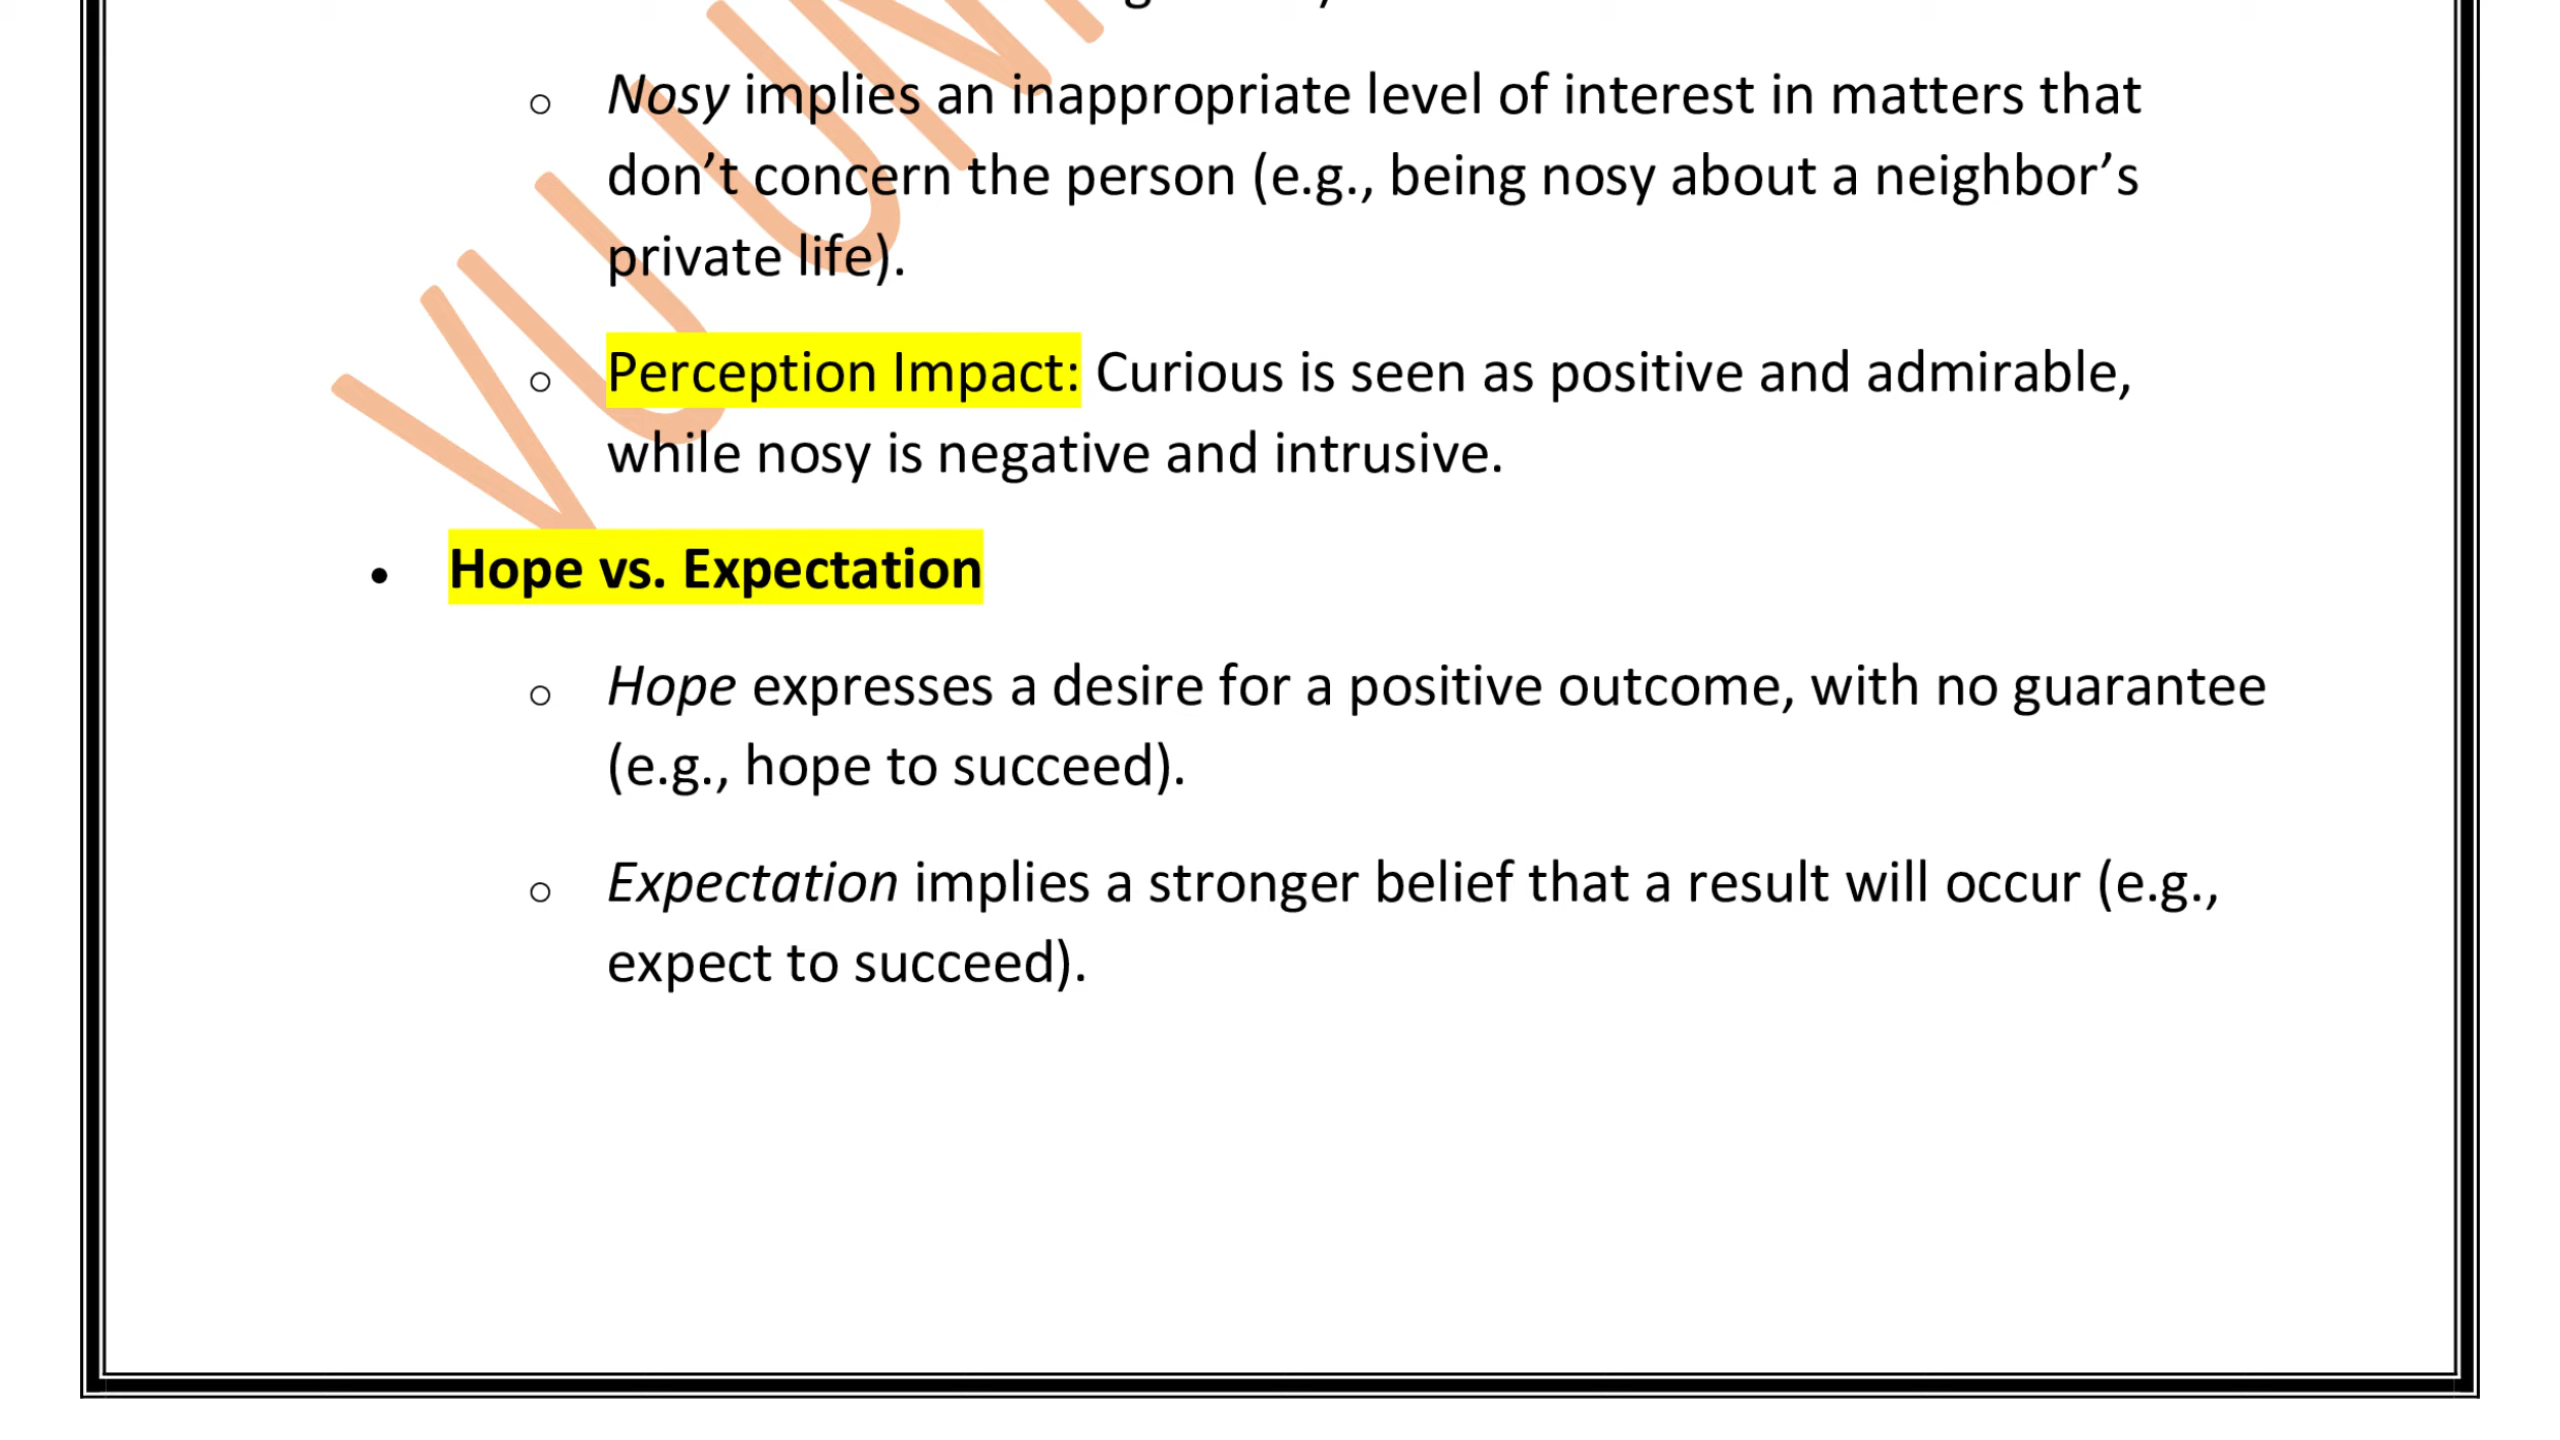 ○ Nosy implies an inappropriate level of interest in matters that
don’t concern the person (e.g., being nosy about a neighbor’s
private life).
○ Perception Impact: Curious is seen as positive and admirable,
while nosy is negative and intrusive.
• Hope vs. Expectation
○ Hope expresses a desire for a positive outcome, with no guarantee
(e.g., hope to succeed).
○ Expectation implies a stronger belief that a result will occur (e.g.,
expect to succeed).
VU